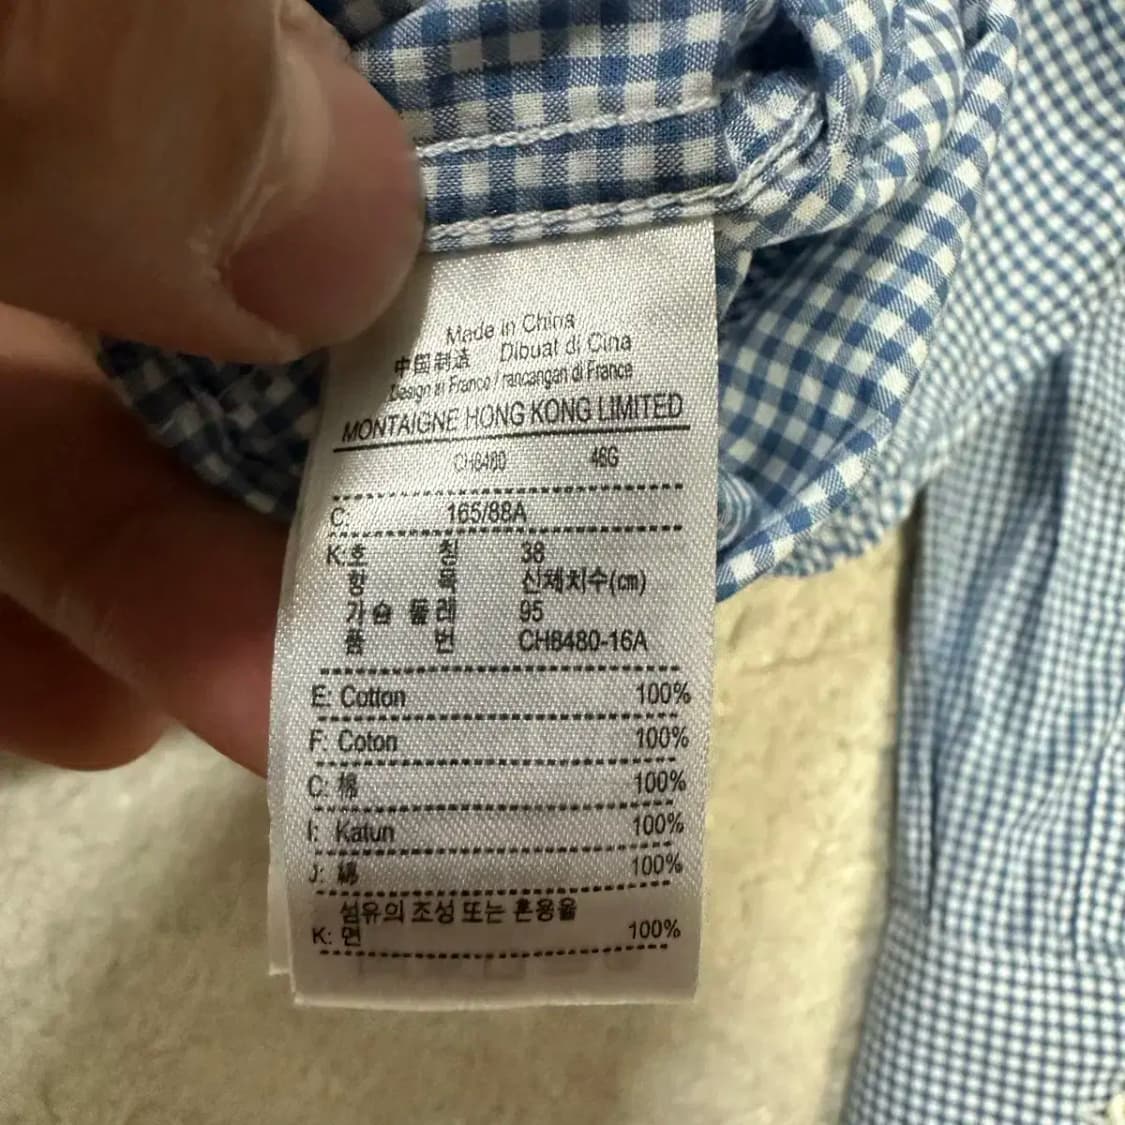 Made in China
中国制造 Dibuat di Cina
Design in France / rancangan di France
MONTAIGNE HONG KONG LIMITED
CH8480 46G
C: 165/88A
K: 호 칭 38
항 목 신체치수(㎝)
가슴 둘레 95
품 번 CH8480-16A
E: Cotton 100%
F: Coton 100%
C: 棉 100%
I: Katun 100%
J: 綿 100%
섬유의 조성 또는 혼용율
K: 면 100%